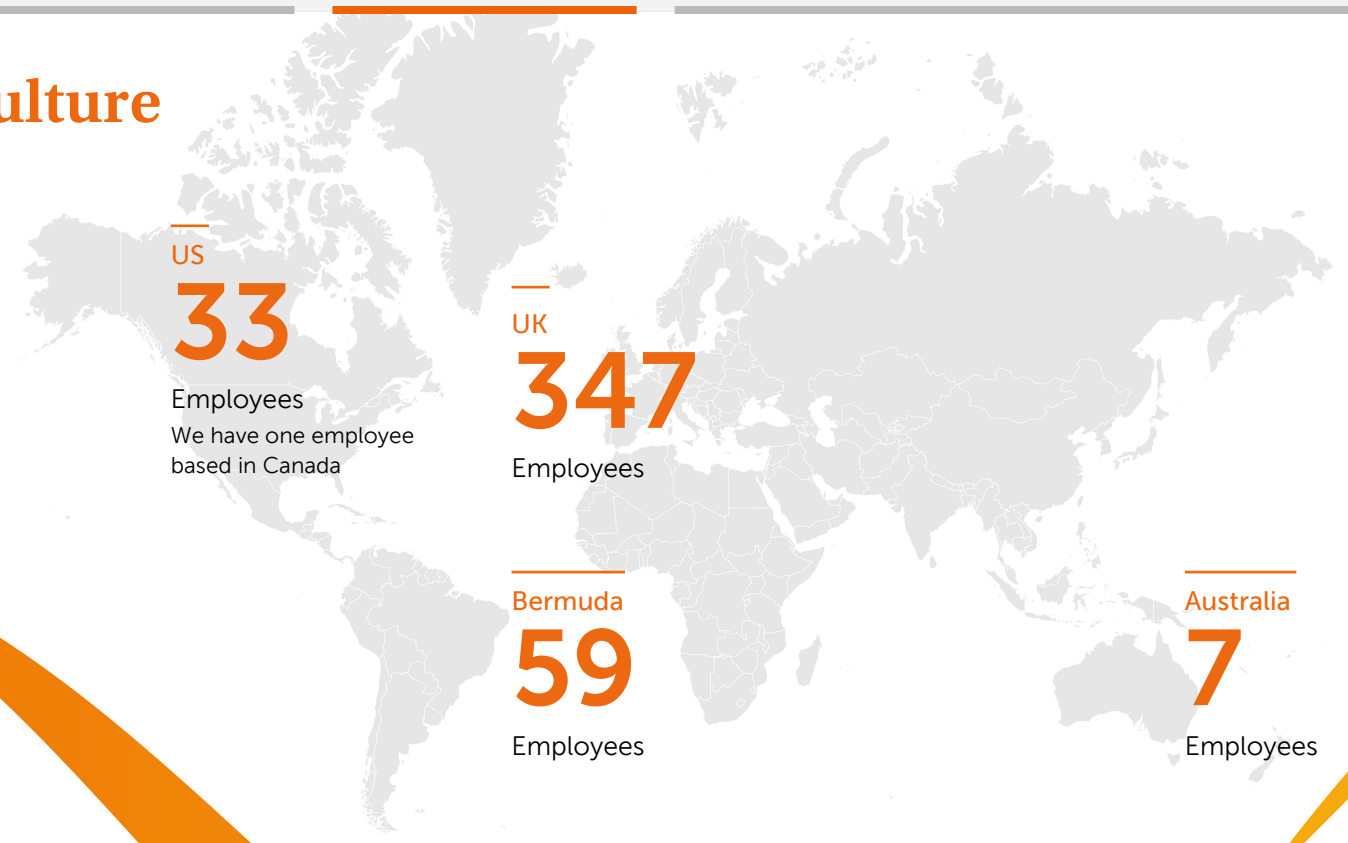 ulture
US
33
Employees
We have one employee
based in Canada
UK
347
Employees
Bermuda
59
Employees
Australia
7
Employees